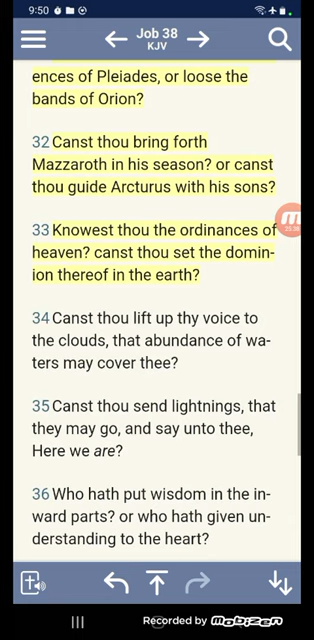 9:50
Job 38
KJV
ences of Pleiades, or loose the
bands of Orion?
32 Canst thou bring forth
Mazzaroth in his season? or canst
thou guide Arcturus with his sons?
33 Knowest thou the ordinances of
heaven? canst thou set the domin-
ion thereof in the earth?
34 Canst thou lift up thy voice to
the clouds, that abundance of wa-
ters may cover thee?
35 Canst thou send lightnings, that
they may go, and say unto thee,
Here we are?
36 Who hath put wisdom in the in-
ward parts? or who hath given un-
derstanding to the heart?
Recorded by Mobizen